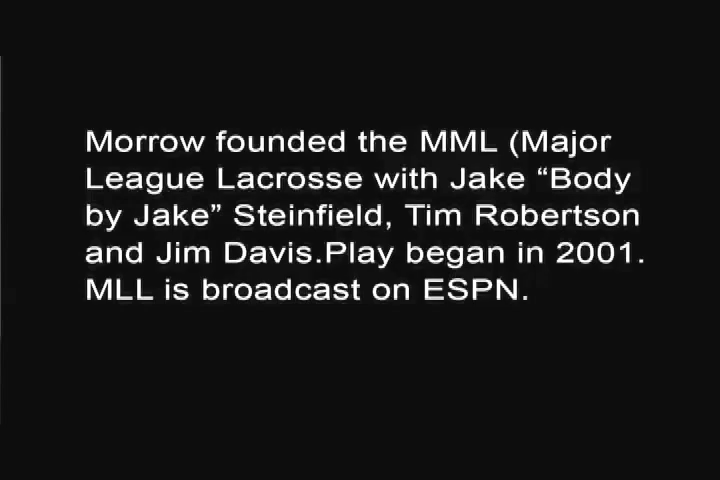 Morrow founded the MML (Major
League Lacrosse with Jake “Body
by Jake” Steinfield, Tim Robertson
and Jim Davis.Play began in 2001.
MLL is broadcast on ESPN.